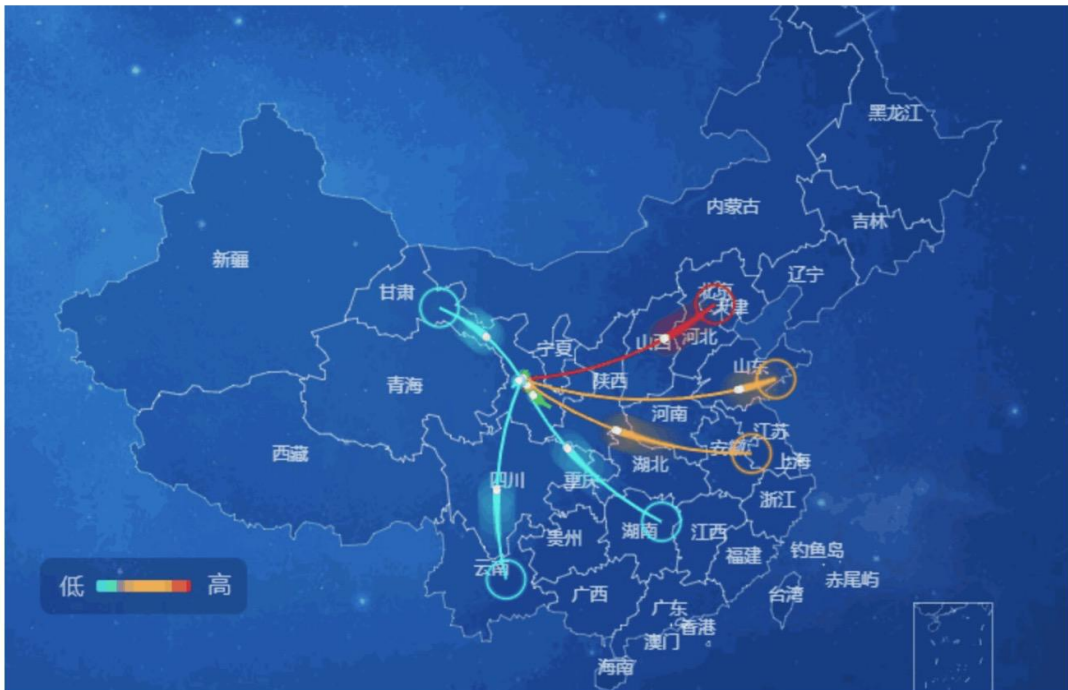 黑龙江
内蒙古
吉林
新疆
辽宁
甘肃
北京
天津
河北
山西
宁夏
山东
陕西
青海
河南
江苏
安徽
上海
西藏
湖北
四川
重庆
浙江
湖南
江西
贵州
钓鱼岛
福建
云南
赤尾屿
低
高
广西
台湾
广东
香港
澳门
海南